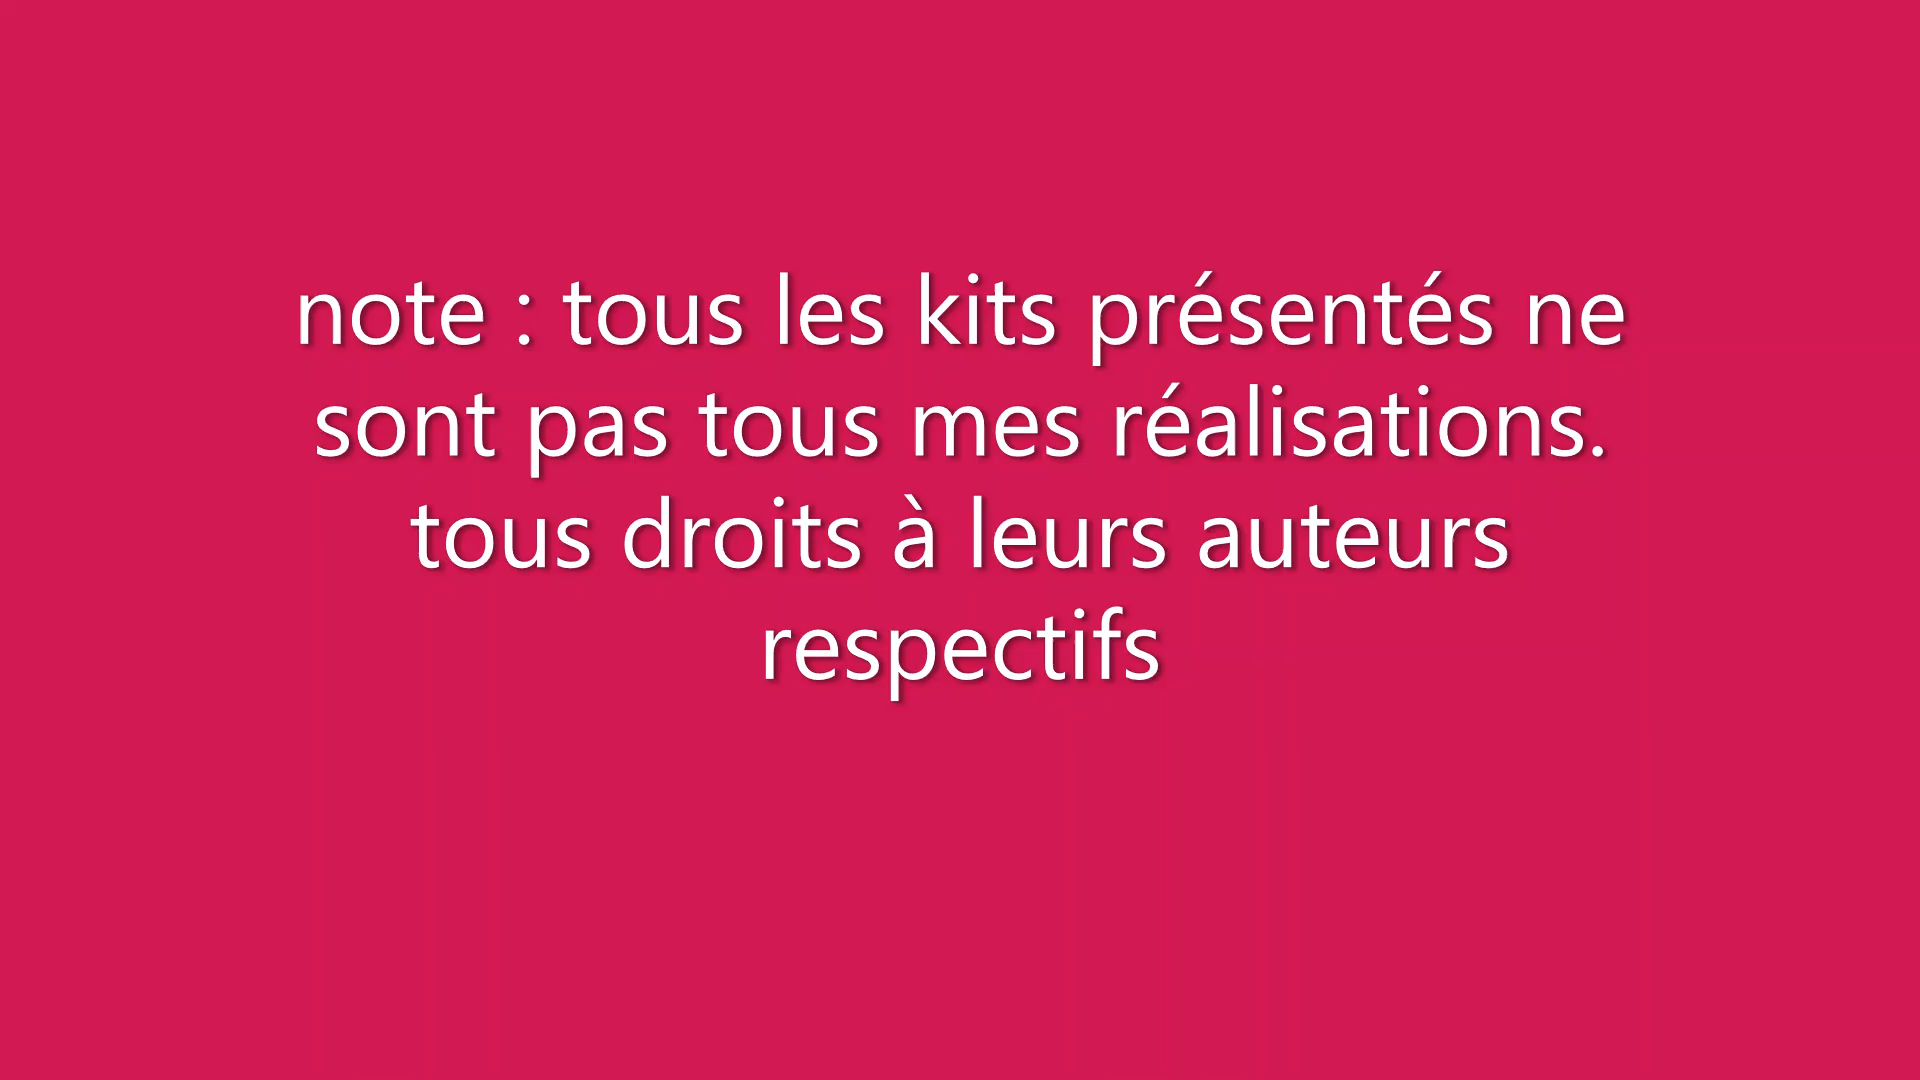 note : tous les kits présentés ne
sont pas tous mes réalisations.
tous droits à leurs auteurs
respectifs